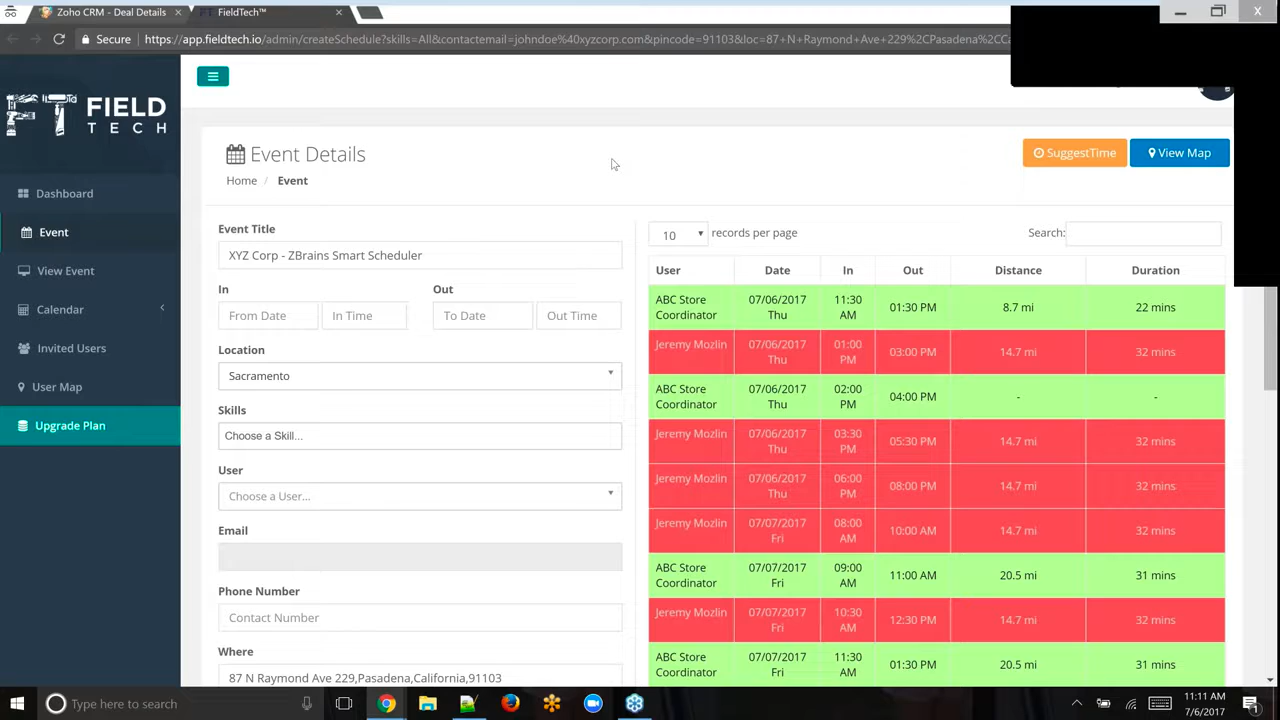 Zoho CRM - Deal Details ×
FieldTech™ ×
Secure https://app.fieldtech.io/admin/createSchedule?skills=All&contactemail=johndoe%40xyzcorp.com&pincode=91103&loc=87+N+Raymond+Ave+229%2CPasadena%2CC
FT FIELD
TECH
Dashboard
Event
View Event
Calendar
Invited Users
User Map
Upgrade Plan
Event Details
Home / Event
SuggestTime
View Map
Event Title
XYZ Corp - ZBrains Smart Scheduler
In Out
From Date In Time To Date Out Time
Location
Sacramento
Skills
Choose a Skill...
User
Choose a User...
Email
Phone Number
Contact Number
Where
87 N Raymond Ave 229,Pasadena,California,91103
10 records per page Search:
User Date In Out Distance Duration
ABC Store Coordinator 07/06/2017 Thu 11:30 AM 01:30 PM 8.7 mi 22 mins
Jeremy Mozlin 07/06/2017 Thu 01:00 PM 03:00 PM 14.7 mi 32 mins
ABC Store Coordinator 07/06/2017 Thu 02:00 PM 04:00 PM - -
Jeremy Mozlin 07/06/2017 Thu 03:30 PM 05:30 PM 14.7 mi 32 mins
Jeremy Mozlin 07/06/2017 Thu 06:00 PM 08:00 PM 14.7 mi 32 mins
Jeremy Mozlin 07/07/2017 Fri 08:00 AM 10:00 AM 14.7 mi 32 mins
ABC Store Coordinator 07/07/2017 Fri 09:00 AM 11:00 AM 20.5 mi 31 mins
Jeremy Mozlin 07/07/2017 Fri 10:30 AM 12:30 PM 14.7 mi 32 mins
ABC Store Coordinator 07/07/2017 Fri 11:30 AM 01:30 PM 20.5 mi 31 mins
Type here to search
11:11 AM
7/6/2017
1